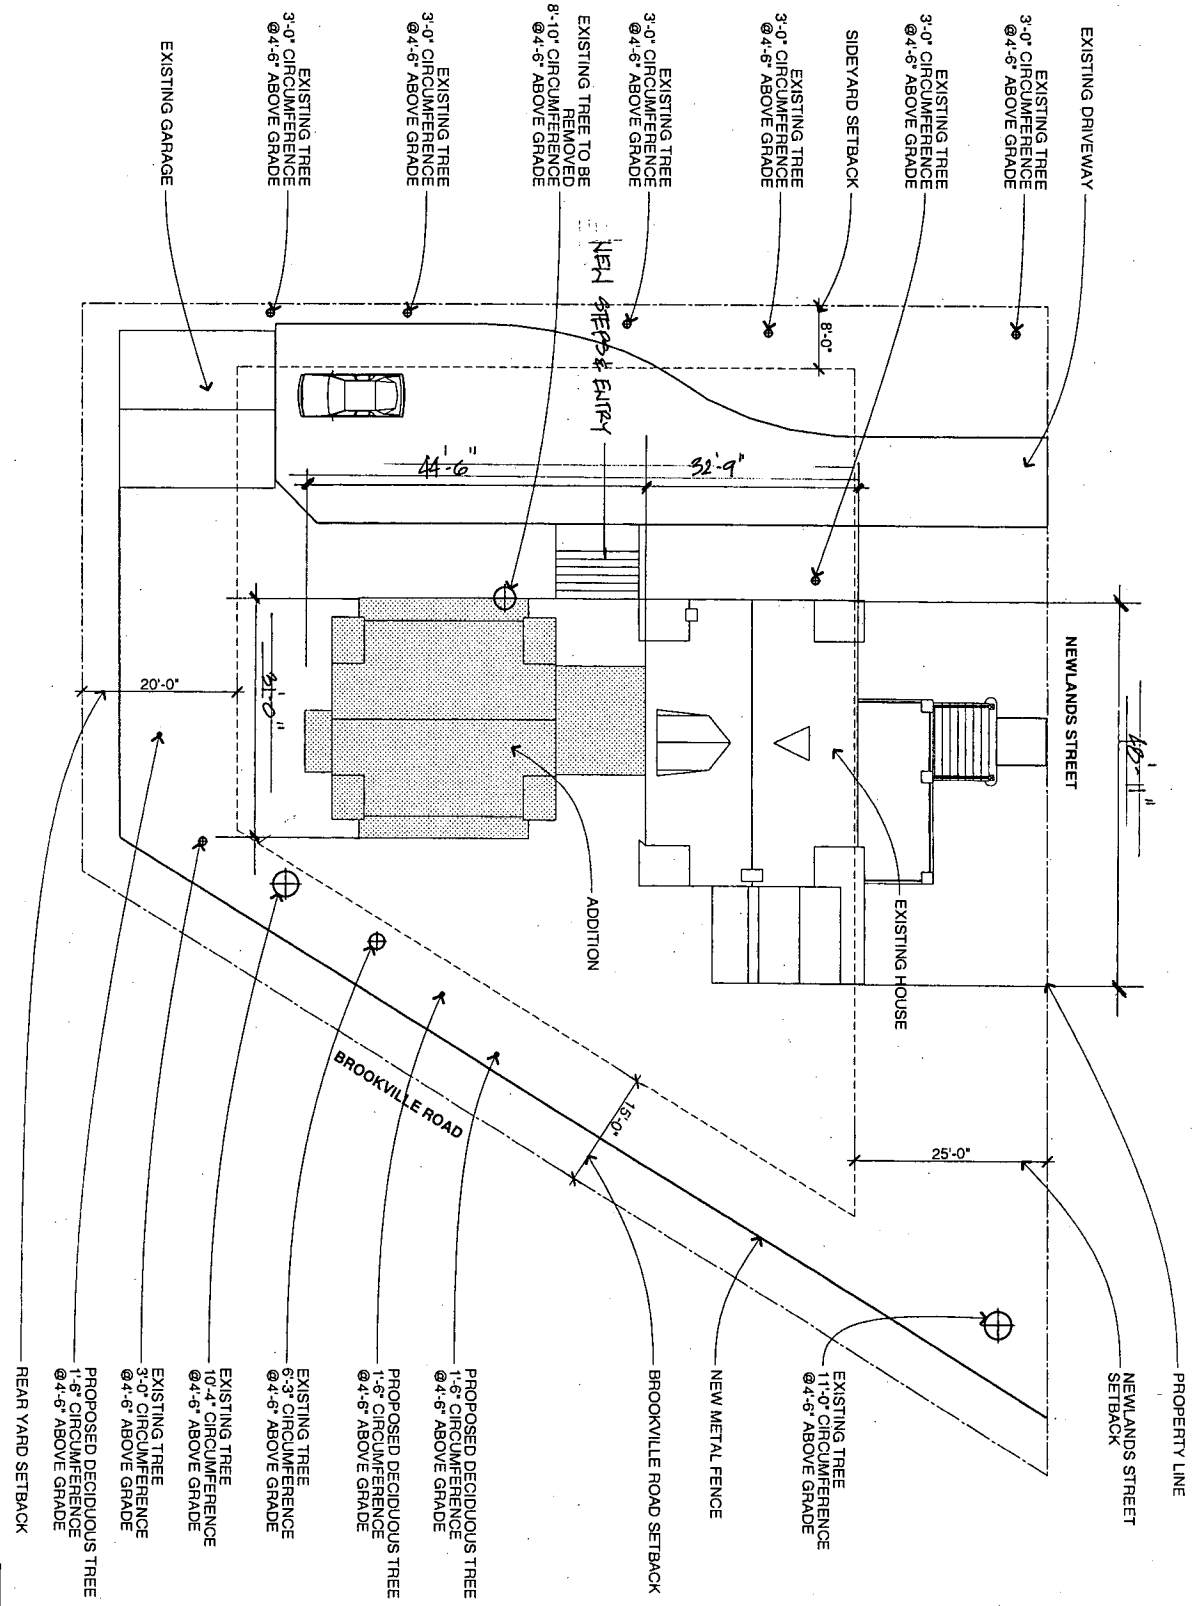 EXISTING DRIVEWAY
EXISTING TREE
3'-0" CIRCUMFERENCE
@4'-6" ABOVE GRADE
EXISTING TREE
3'-0" CIRCUMFERENCE
@4'-6" ABOVE GRADE
SIDEYARD SETBACK
EXISTING TREE
3'-0" CIRCUMFERENCE
@4'-6" ABOVE GRADE
EXISTING TREE
3'-0" CIRCUMFERENCE
@4'-6" ABOVE GRADE
EXISTING TREE TO BE
REMOVED
8'-10" CIRCUMFERENCE
@4'-6" ABOVE GRADE
EXISTING TREE
3'-0" CIRCUMFERENCE
@4'-6" ABOVE GRADE
EXISTING TREE
3'-0" CIRCUMFERENCE
@4'-6" ABOVE GRADE
EXISTING GARAGE
8'-0"
NEW STEPS & ENTRY
44'-6"
32'-9"
NEWLANDS STREET
48'-1"
31'-0"
20'-0"
EXISTING HOUSE
ADDITION
BROOKVILLE ROAD
15'-0"
25'-0"
PROPERTY LINE
NEWLANDS STREET
SETBACK
EXISTING TREE
11'-0" CIRCUMFERENCE
@4'-6" ABOVE GRADE
NEW METAL FENCE
BROOKVILLE ROAD SETBACK
PROPOSED DECIDUOUS TREE
1'-6" CIRCUMFERENCE
@4'-6" ABOVE GRADE
PROPOSED DECIDUOUS TREE
1'-6" CIRCUMFERENCE
@4'-6" ABOVE GRADE
EXISTING TREE
6'-3" CIRCUMFERENCE
@4'-6" ABOVE GRADE
EXISTING TREE
10'-4" CIRCUMFERENCE
@4'-6" ABOVE GRADE
EXISTING TREE
3'-0" CIRCUMFERENCE
@4'-6" ABOVE GRADE
PROPOSED DECIDUOUS TREE
1'-6" CIRCUMFERENCE
@4'-6" ABOVE GRADE
REAR YARD SETBACK